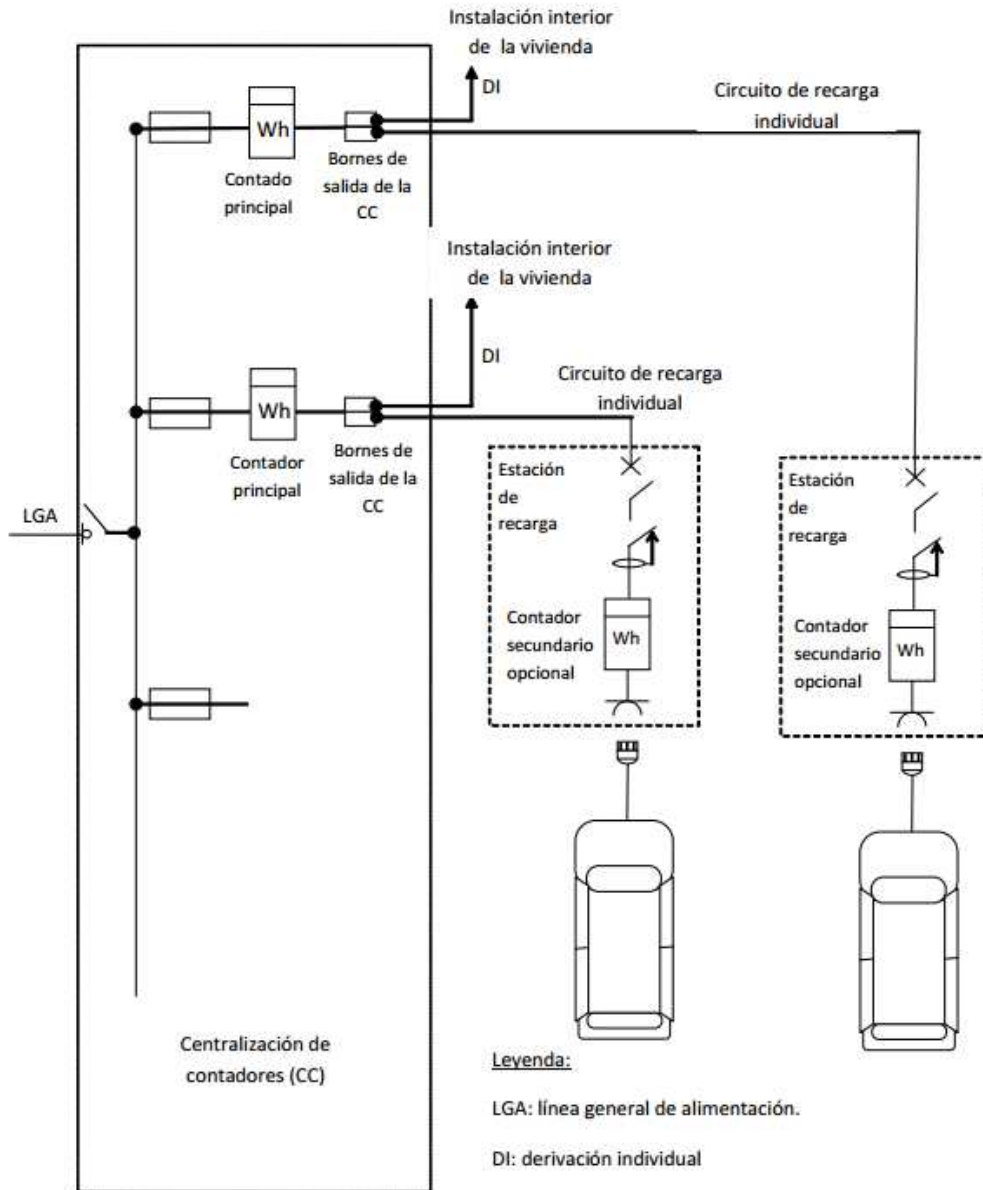 Instalación interior
de la vivienda
DI
Circuito de recarga
individual
Wh
Contado
principal
Bornes de
salida de la
CC
Instalación interior
de la vivienda
DI
Circuito de recarga
individual
Wh
Contador
principal
Bornes de
salida de la
CC
LGA
Estación
de
recarga
Contador
secundario
opcional
Wh
Estación
de
recarga
Contador
secundario
opcional
Wh
Centralización de
contadores (CC)
Leyenda:
LGA: línea general de alimentación.
DI: derivación individual